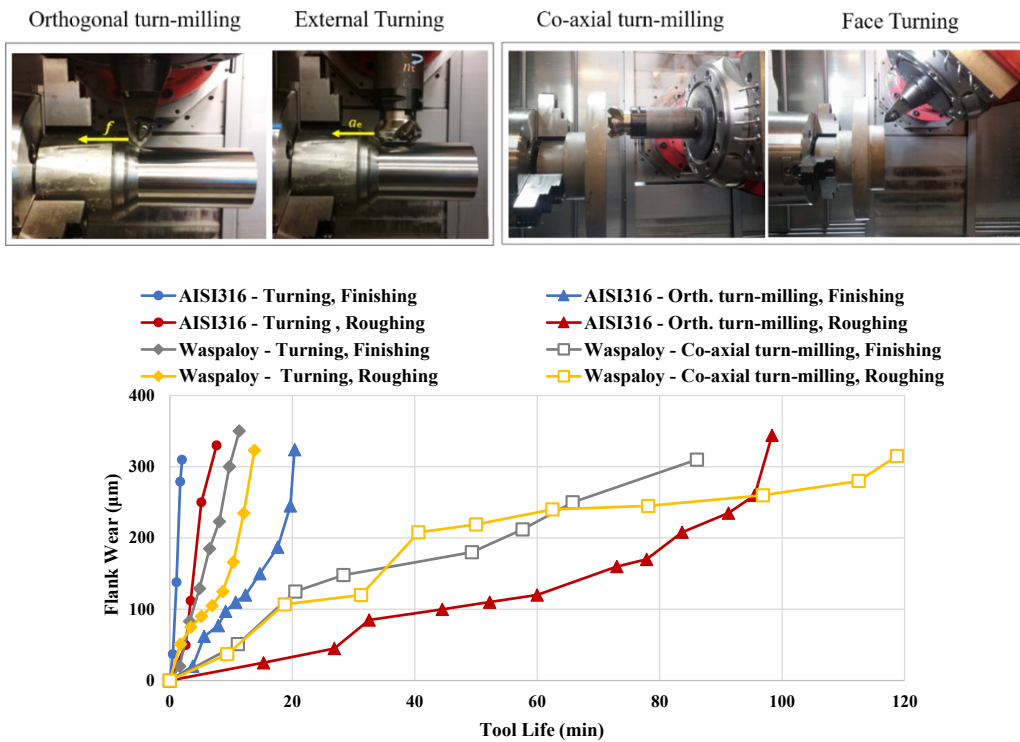 Orthogonal turn-milling
External Turning
Co-axial turn-milling
Face Turning
f
aₑ
AISI316 - Turning, Finishing
AISI316 - Turning , Roughing
Waspaloy - Turning, Finishing
Waspaloy -  Turning, Roughing
AISI316 - Orth. turn-milling, Finishing
AISI316 - Orth. turn-milling, Roughing
Waspaloy - Co-axial turn-milling, Finishing
Waspaloy - Co-axial turn-milling, Roughing
Flank Wear (µm)
400
300
200
100
0
0 20 40 60 80 100 120
Tool Life (min)